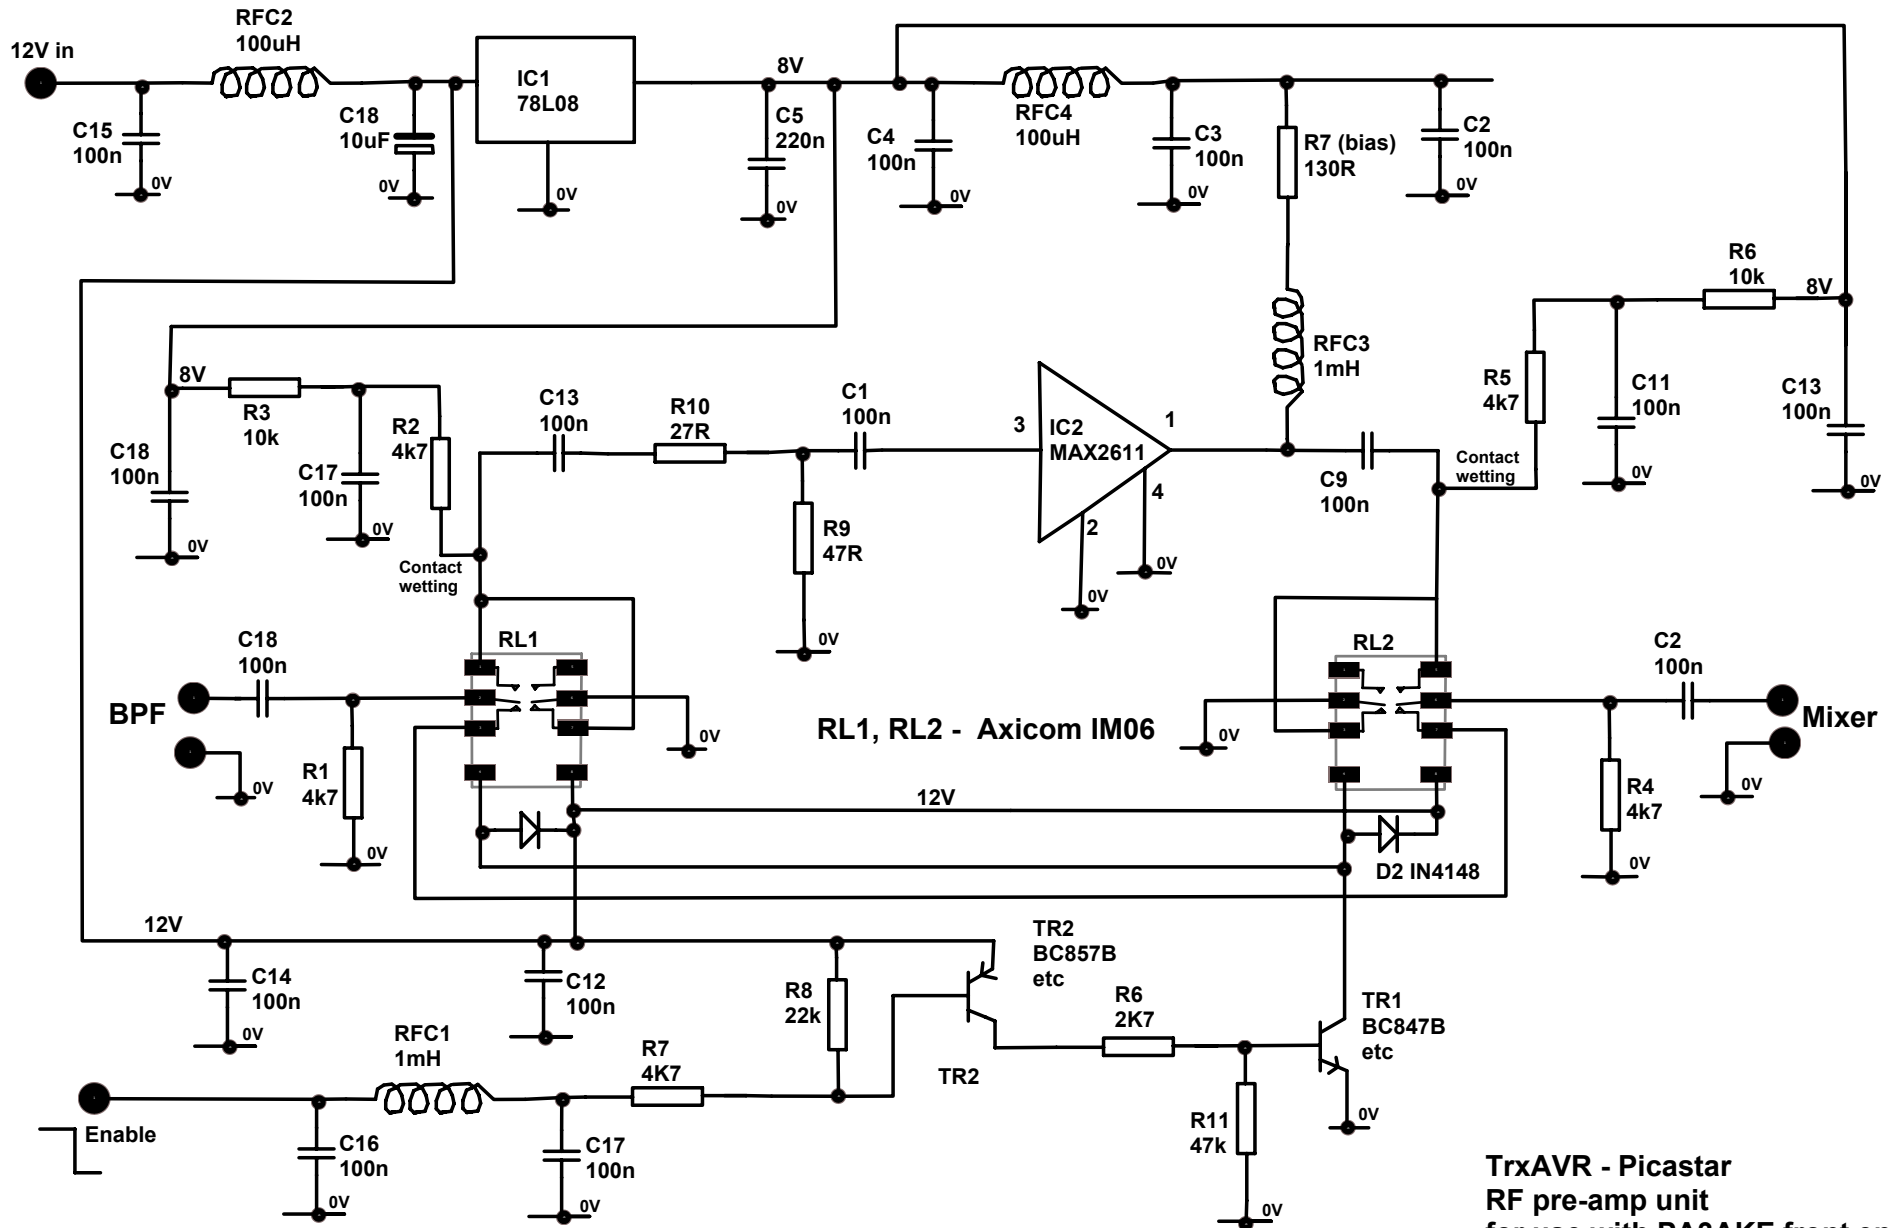 RFC2
100uH
12V in
IC1
78L08
8V
C15
100n
0V
C18
10uF
0V
0V
C5
220n
0V
C4
100n
0V
RFC4
100uH
C3
100n
0V
R7 (bias)
130R
C2
100n
0V
R6
10k
8V
RFC3
1mH
R5
4k7
C11
100n
0V
C13
100n
0V
8V
R3
10k
C18
100n
0V
C17
100n
0V
R2
4k7
Contact
wetting
C13
100n
R10
27R
C1
100n
R9
47R
0V
3
IC2
MAX2611
1
4
2
0V
0V
C9
100n
Contact
wetting
BPF
C18
100n
0V
R1
4k7
0V
RL1
0V
RL1, RL2 - Axicom IM06
0V
RL2
C2
100n
Mixer
0V
R4
4k7
0V
12V
D2 IN4148
12V
C14
100n
0V
C12
100n
0V
R8
22k
TR2
BC857B
etc
TR2
R6
2K7
TR1
BC847B
etc
0V
RFC1
1mH
R7
4K7
Enable
C16
100n
0V
C17
100n
0V
R11
47k
0V
TrxAVR - Picastar
RF pre-amp unit